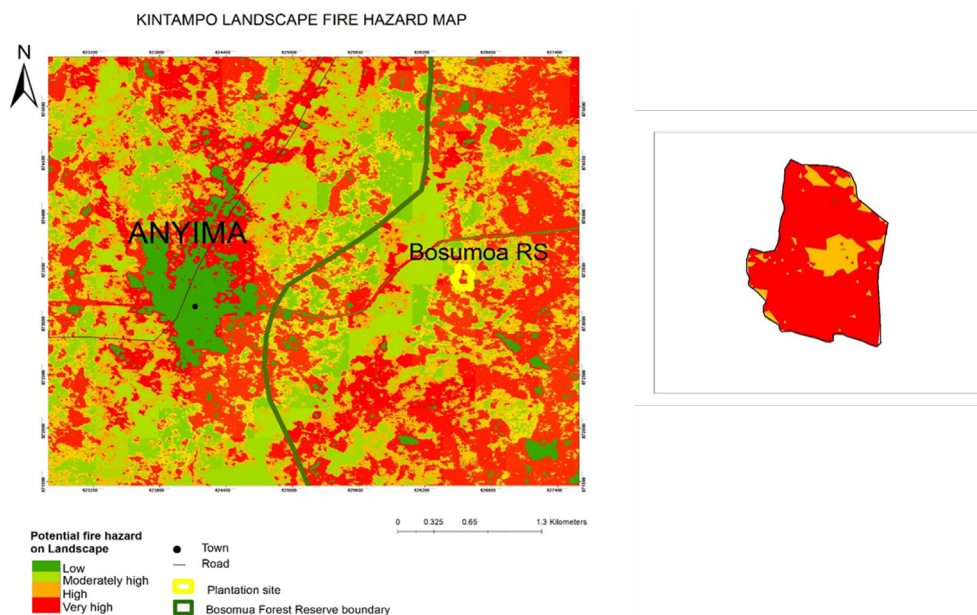 KINTAMPO LANDSCAPE FIRE HAZARD MAP
N
ANYIMA
Bosumoa RS
0 0.325 0.65 1.3 Kilometers
Potential fire hazard
on Landscape
Low
Moderately high
High
Very high
Town
Road
Plantation site
Bosomua Forest Reserve boundary